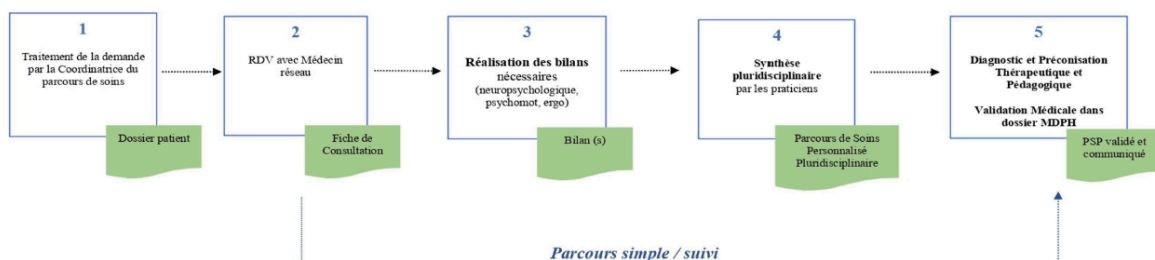 1
Traitement de la demande
par la Coordinatrice du
parcours de soins
Dossier patient
2
RDV avec Médecin
réseau
Fiche de
Consultation
3
Réalisation des bilans
nécessaires
(neuropsychologique,
psychomot, ergo)
Bilan (s)
4
Synthèse
pluridisciplinaire
par les praticiens
Parcours de Soins
Personnalisé
Pluridisciplinaire
5
Diagnostic et Préconisation
Thérapeutique et
Pédagogique
Validation Médicale dans
dossier MDPH
PSP validé et
communiqué
Parcours simple / suivi